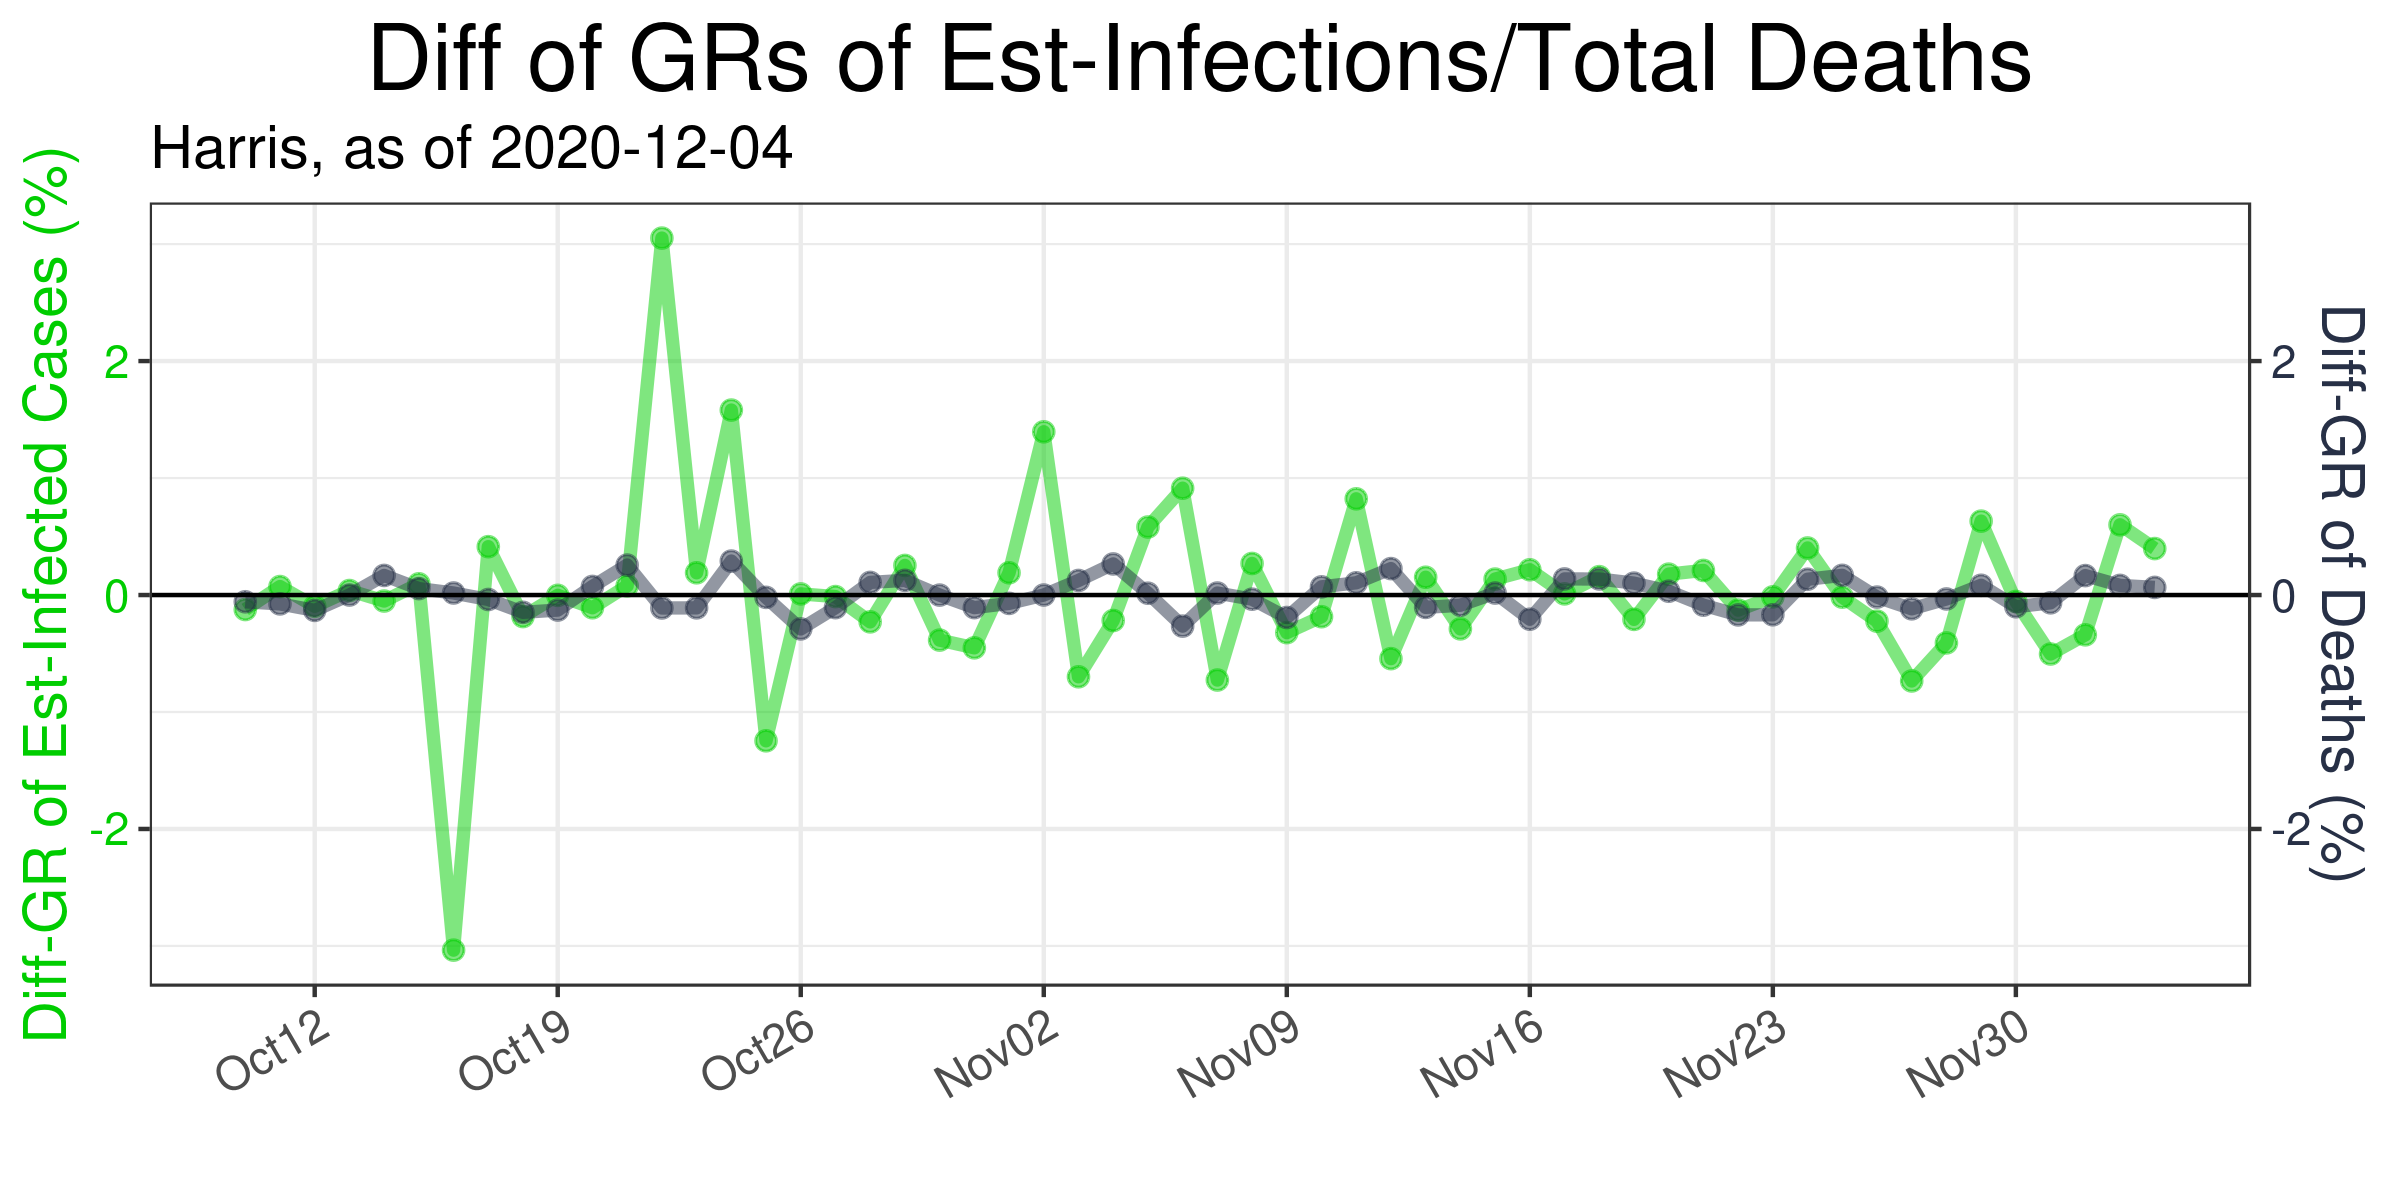 Diff of GRs of Est-Infections/Total Deaths
Harris, as of 2020-12-04
Diff-GR of Est-Infected Cases (%)
2
0
-2
2
0
-2
Diff-GR of Deaths (%)
Oct12
Oct19
Oct26
Nov02
Nov09
Nov16
Nov23
Nov30